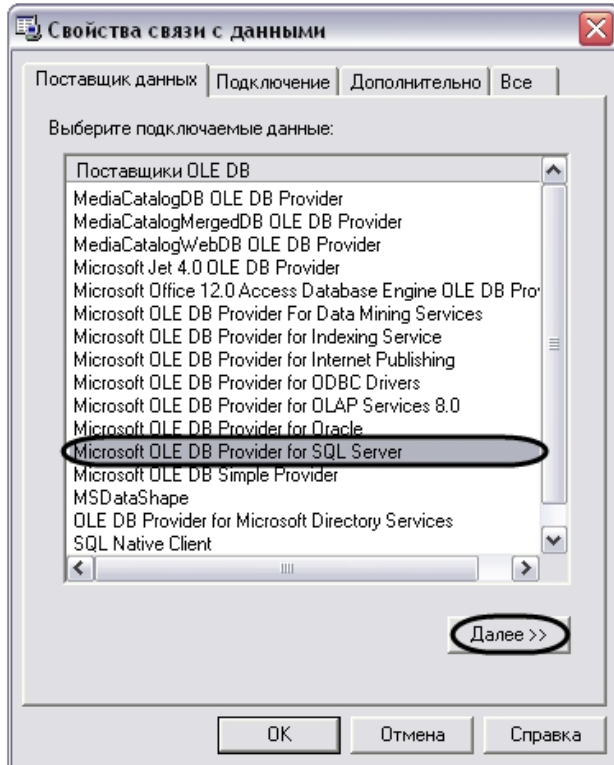 Свойства связи с данными
Поставщик данных
Подключение
Дополнительно
Все
Выберите подключаемые данные:
Поставщики OLE DB
MediaCatalogDB OLE DB Provider
MediaCatalogMergedDB OLE DB Provider
MediaCatalogWebDB OLE DB Provider
Microsoft Jet 4.0 OLE DB Provider
Microsoft Office 12.0 Access Database Engine OLE DB Pro
Microsoft OLE DB Provider For Data Mining Services
Microsoft OLE DB Provider for Indexing Service
Microsoft OLE DB Provider for Internet Publishing
Microsoft OLE DB Provider for ODBC Drivers
Microsoft OLE DB Provider for OLAP Services 8.0
Microsoft OLE DB Provider for Oracle
Microsoft OLE DB Provider for SQL Server
Microsoft OLE DB Simple Provider
MSDataShape
OLE DB Provider for Microsoft Directory Services
SQL Native Client
Далее >>
OK
Отмена
Справка